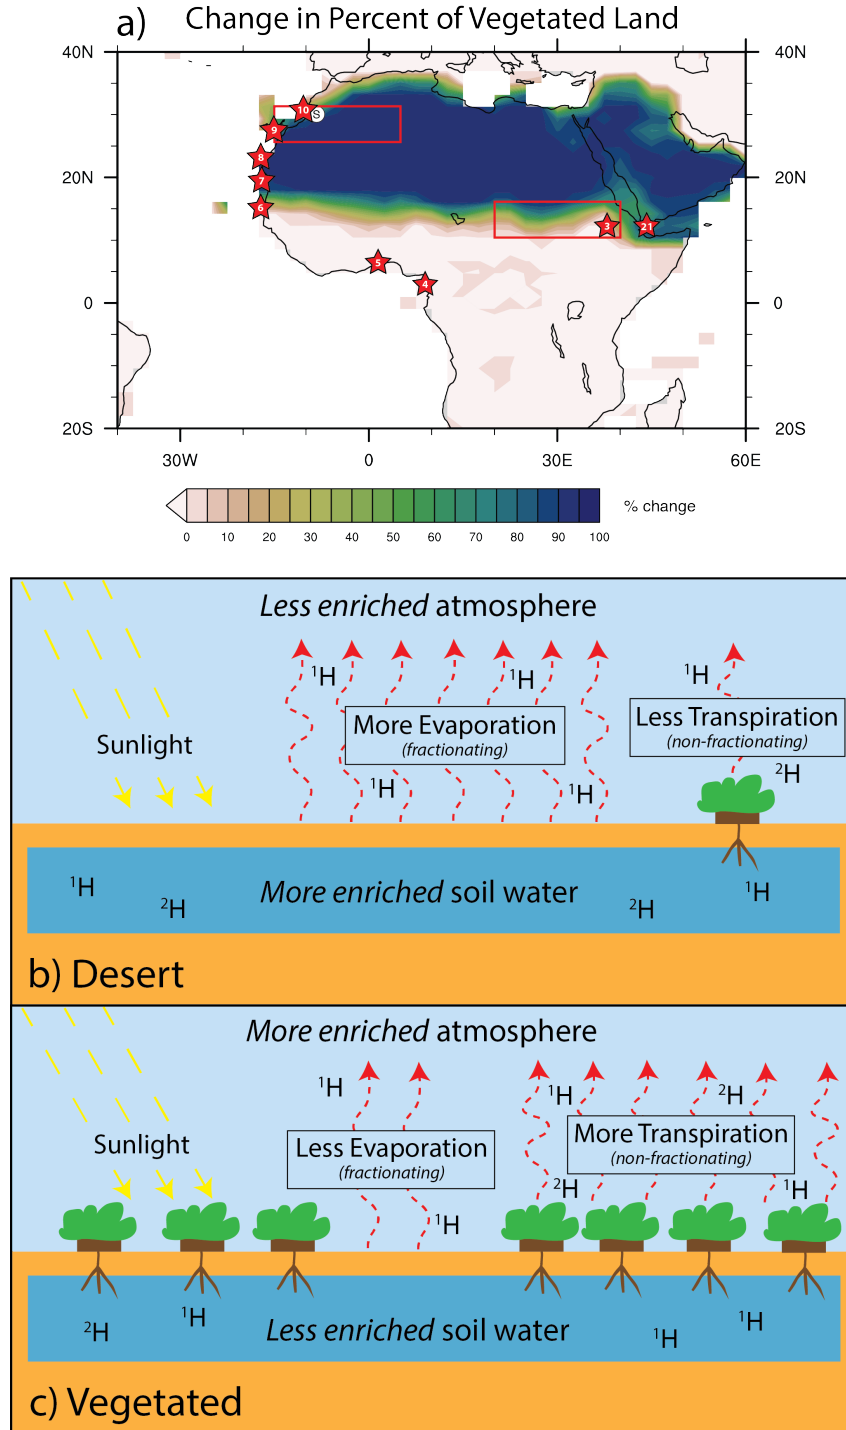 a) Change in Percent of Vegetated Land
40N 40N
20N 20N
0 0
20S 20S
10 S
9
8
7
6
5
4
3
21
30W 0 30E 60E
0 10 20 30 40 50 60 70 80 90 100
% change
Less enriched atmosphere
¹H ¹H ¹H
More Evaporation
(fractionating)
Less Transpiration
(non-fractionating)
Sunlight
²H
¹H ¹H
¹H ²H More enriched soil water ²H ¹H
b) Desert
More enriched atmosphere
¹H ¹H ²H
Less Evaporation
(fractionating)
More Transpiration
(non-fractionating)
Sunlight
²H ¹H
¹H
²H ¹H Less enriched soil water ¹H ¹H
c) Vegetated